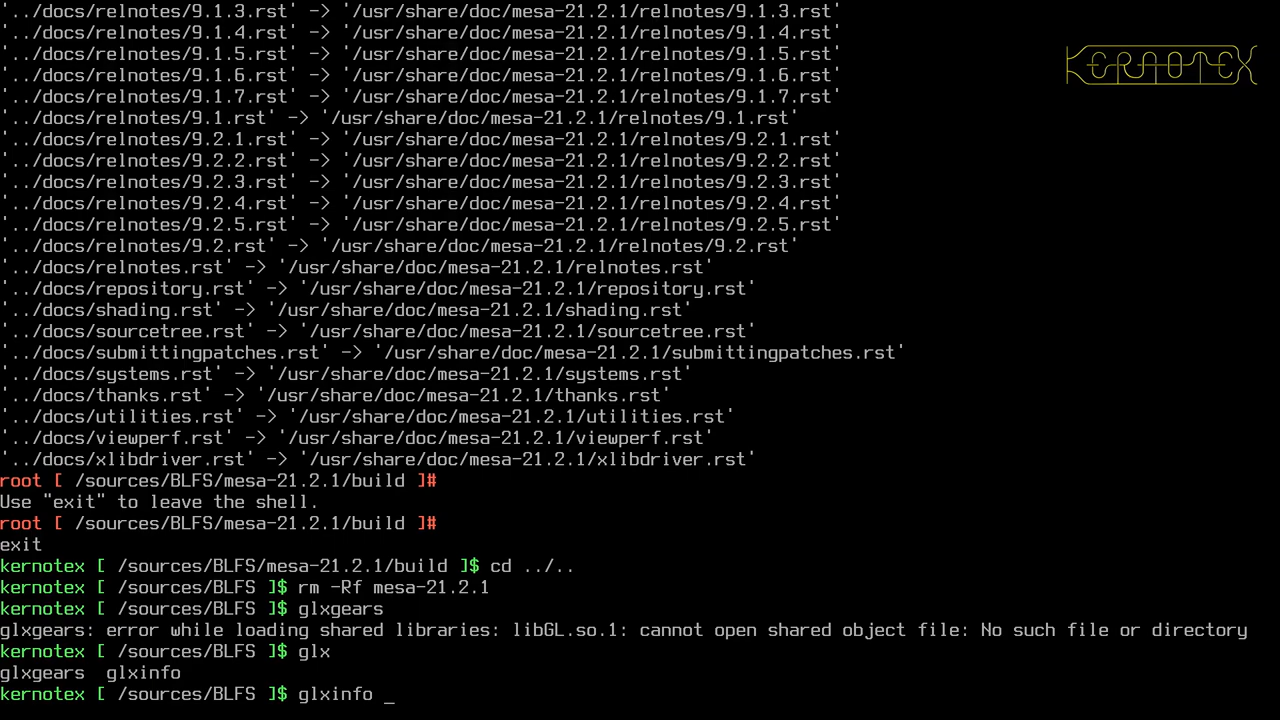 '../docs/relnotes/9.1.3.rst' -> '/usr/share/doc/mesa-21.2.1/relnotes/9.1.3.rst'
'../docs/relnotes/9.1.4.rst' -> '/usr/share/doc/mesa-21.2.1/relnotes/9.1.4.rst'
'../docs/relnotes/9.1.5.rst' -> '/usr/share/doc/mesa-21.2.1/relnotes/9.1.5.rst'
'../docs/relnotes/9.1.6.rst' -> '/usr/share/doc/mesa-21.2.1/relnotes/9.1.6.rst'
'../docs/relnotes/9.1.7.rst' -> '/usr/share/doc/mesa-21.2.1/relnotes/9.1.7.rst'
'../docs/relnotes/9.1.rst' -> '/usr/share/doc/mesa-21.2.1/relnotes/9.1.rst'
'../docs/relnotes/9.2.1.rst' -> '/usr/share/doc/mesa-21.2.1/relnotes/9.2.1.rst'
'../docs/relnotes/9.2.2.rst' -> '/usr/share/doc/mesa-21.2.1/relnotes/9.2.2.rst'
'../docs/relnotes/9.2.3.rst' -> '/usr/share/doc/mesa-21.2.1/relnotes/9.2.3.rst'
'../docs/relnotes/9.2.4.rst' -> '/usr/share/doc/mesa-21.2.1/relnotes/9.2.4.rst'
'../docs/relnotes/9.2.5.rst' -> '/usr/share/doc/mesa-21.2.1/relnotes/9.2.5.rst'
'../docs/relnotes/9.2.rst' -> '/usr/share/doc/mesa-21.2.1/relnotes/9.2.rst'
'../docs/relnotes.rst' -> '/usr/share/doc/mesa-21.2.1/relnotes.rst'
'../docs/repository.rst' -> '/usr/share/doc/mesa-21.2.1/repository.rst'
'../docs/shading.rst' -> '/usr/share/doc/mesa-21.2.1/shading.rst'
'../docs/sourcetree.rst' -> '/usr/share/doc/mesa-21.2.1/sourcetree.rst'
'../docs/submittingpatches.rst' -> '/usr/share/doc/mesa-21.2.1/submittingpatches.rst'
'../docs/systems.rst' -> '/usr/share/doc/mesa-21.2.1/systems.rst'
'../docs/thanks.rst' -> '/usr/share/doc/mesa-21.2.1/thanks.rst'
'../docs/utilities.rst' -> '/usr/share/doc/mesa-21.2.1/utilities.rst'
'../docs/viewperf.rst' -> '/usr/share/doc/mesa-21.2.1/viewperf.rst'
'../docs/xlibdriver.rst' -> '/usr/share/doc/mesa-21.2.1/xlibdriver.rst'
root [ /sources/BLFS/mesa-21.2.1/build ]#
Use "exit" to leave the shell.
root [ /sources/BLFS/mesa-21.2.1/build ]#
exit
kernotex [ /sources/BLFS/mesa-21.2.1/build ]$ cd ../..
kernotex [ /sources/BLFS ]$ rm -Rf mesa-21.2.1
kernotex [ /sources/BLFS ]$ glxgears
glxgears: error while loading shared libraries: libGL.so.1: cannot open shared object file: No such file or directory
kernotex [ /sources/BLFS ]$ glx
glxgears  glxinfo
kernotex [ /sources/BLFS ]$ glxinfo _
KERNOTEX